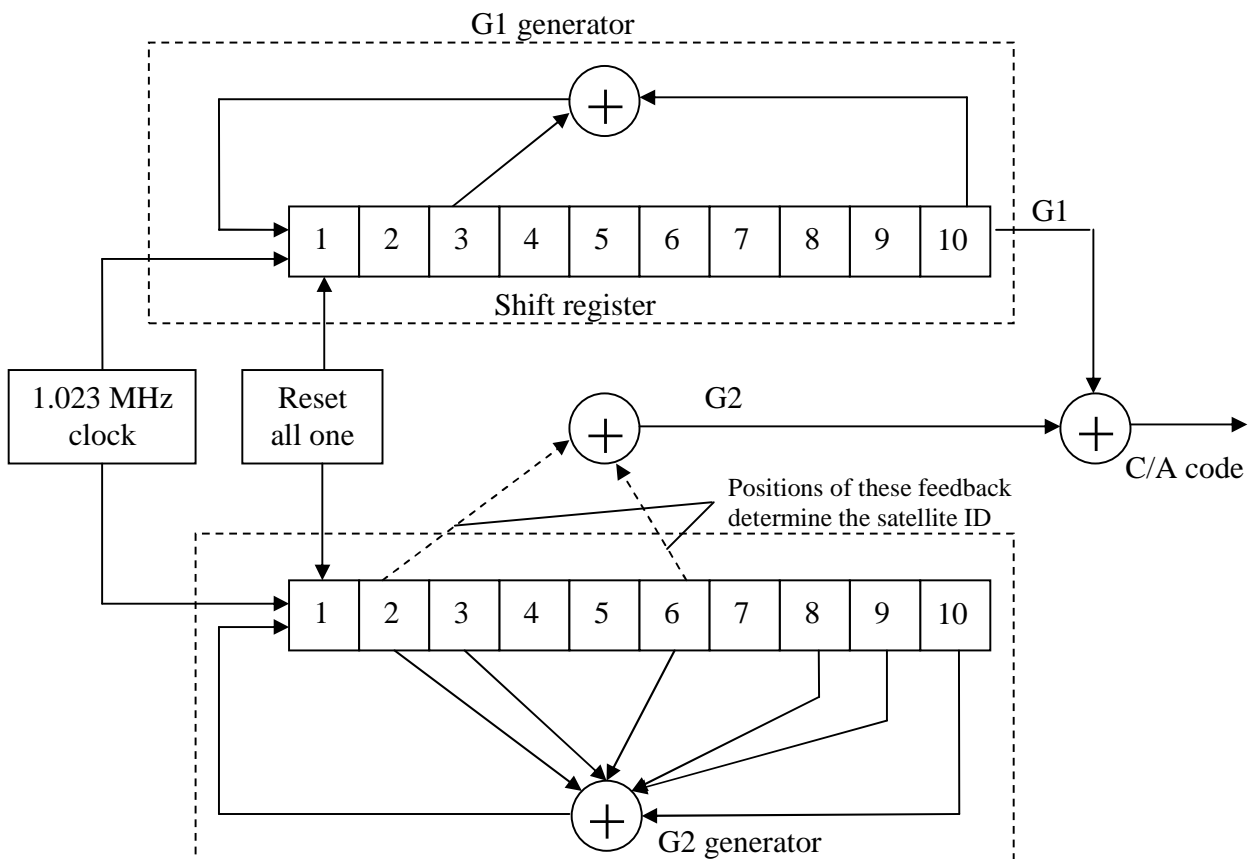 G1 generator
+
1 2 3 4 5 6 7 8 9 10
G1
Shift register
1.023 MHz
clock
Reset
all one
+
G2
+
C/A code
Positions of these feedback
determine the satellite ID
1 2 3 4 5 6 7 8 9 10
+
G2 generator